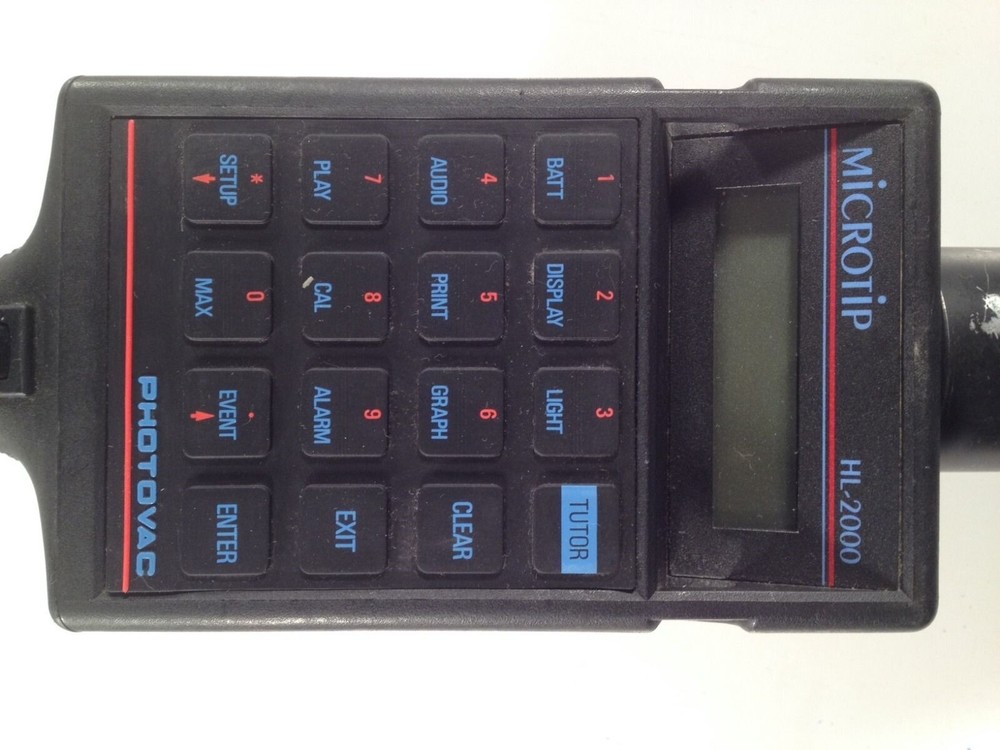 MiCROTiP HL-2000
1 2 3 TUTOR
BATT DISPLAY LIGHT
4 5 6 CLEAR
AUDIO PRINT GRAPH
7 8 9 EXIT
PLAY CAL ALARM
* 0 . ENTER
SETUP MAX EVENT
PHOTOVAC